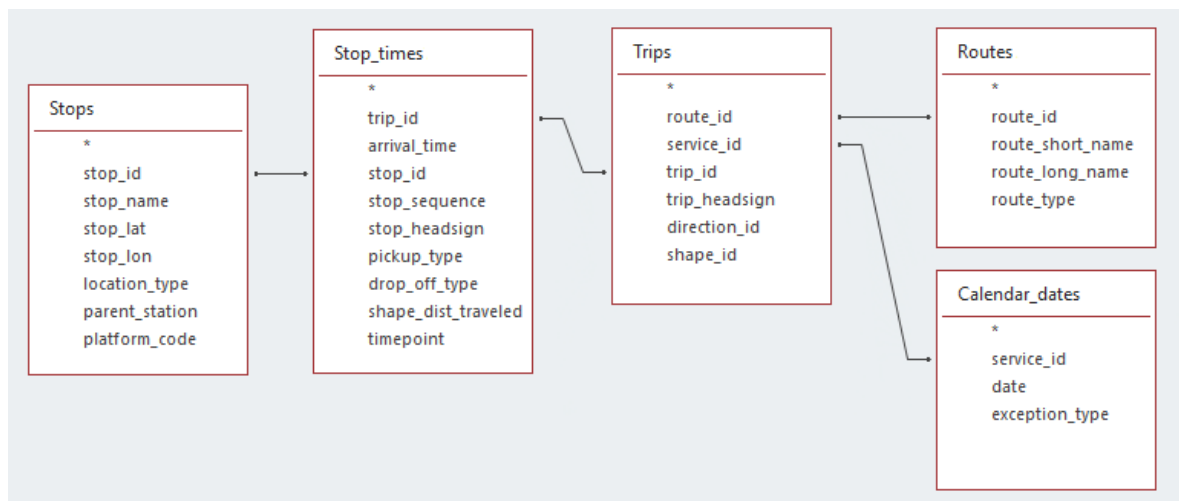 Stops
*
stop_id
stop_name
stop_lat
stop_lon
location_type
parent_station
platform_code
Stop_times
*
trip_id
arrival_time
stop_id
stop_sequence
stop_headsign
pickup_type
drop_off_type
shape_dist_traveled
timepoint
Trips
*
route_id
service_id
trip_id
trip_headsign
direction_id
shape_id
Routes
*
route_id
route_short_name
route_long_name
route_type
Calendar_dates
*
service_id
date
exception_type